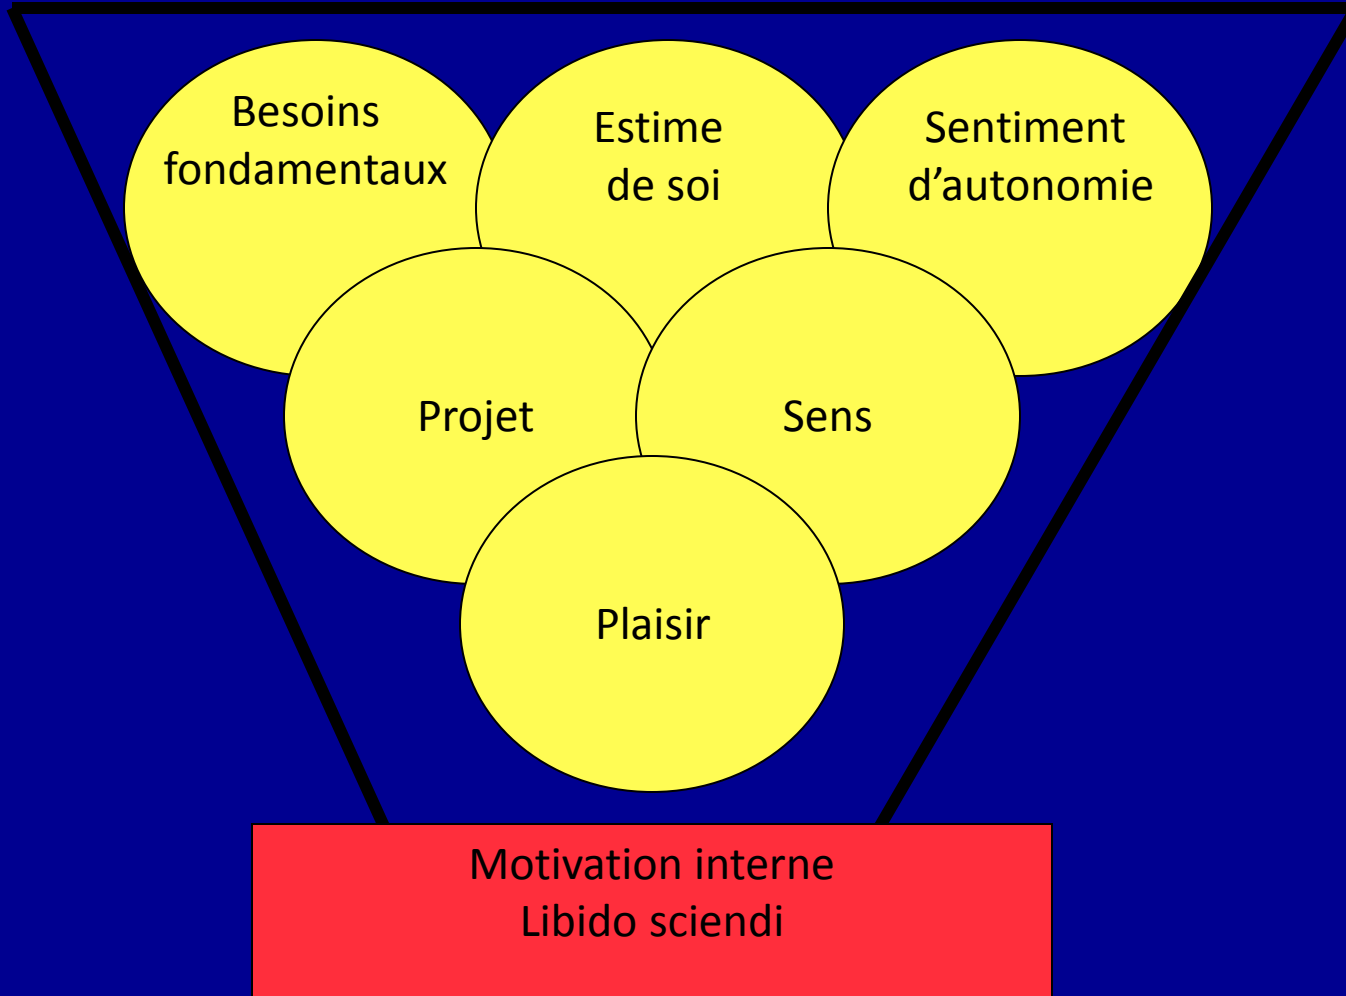 Besoins
fondamentaux
Estime
de soi
Sentiment
d’autonomie
Projet
Sens
Plaisir
Motivation interne
Libido sciendi